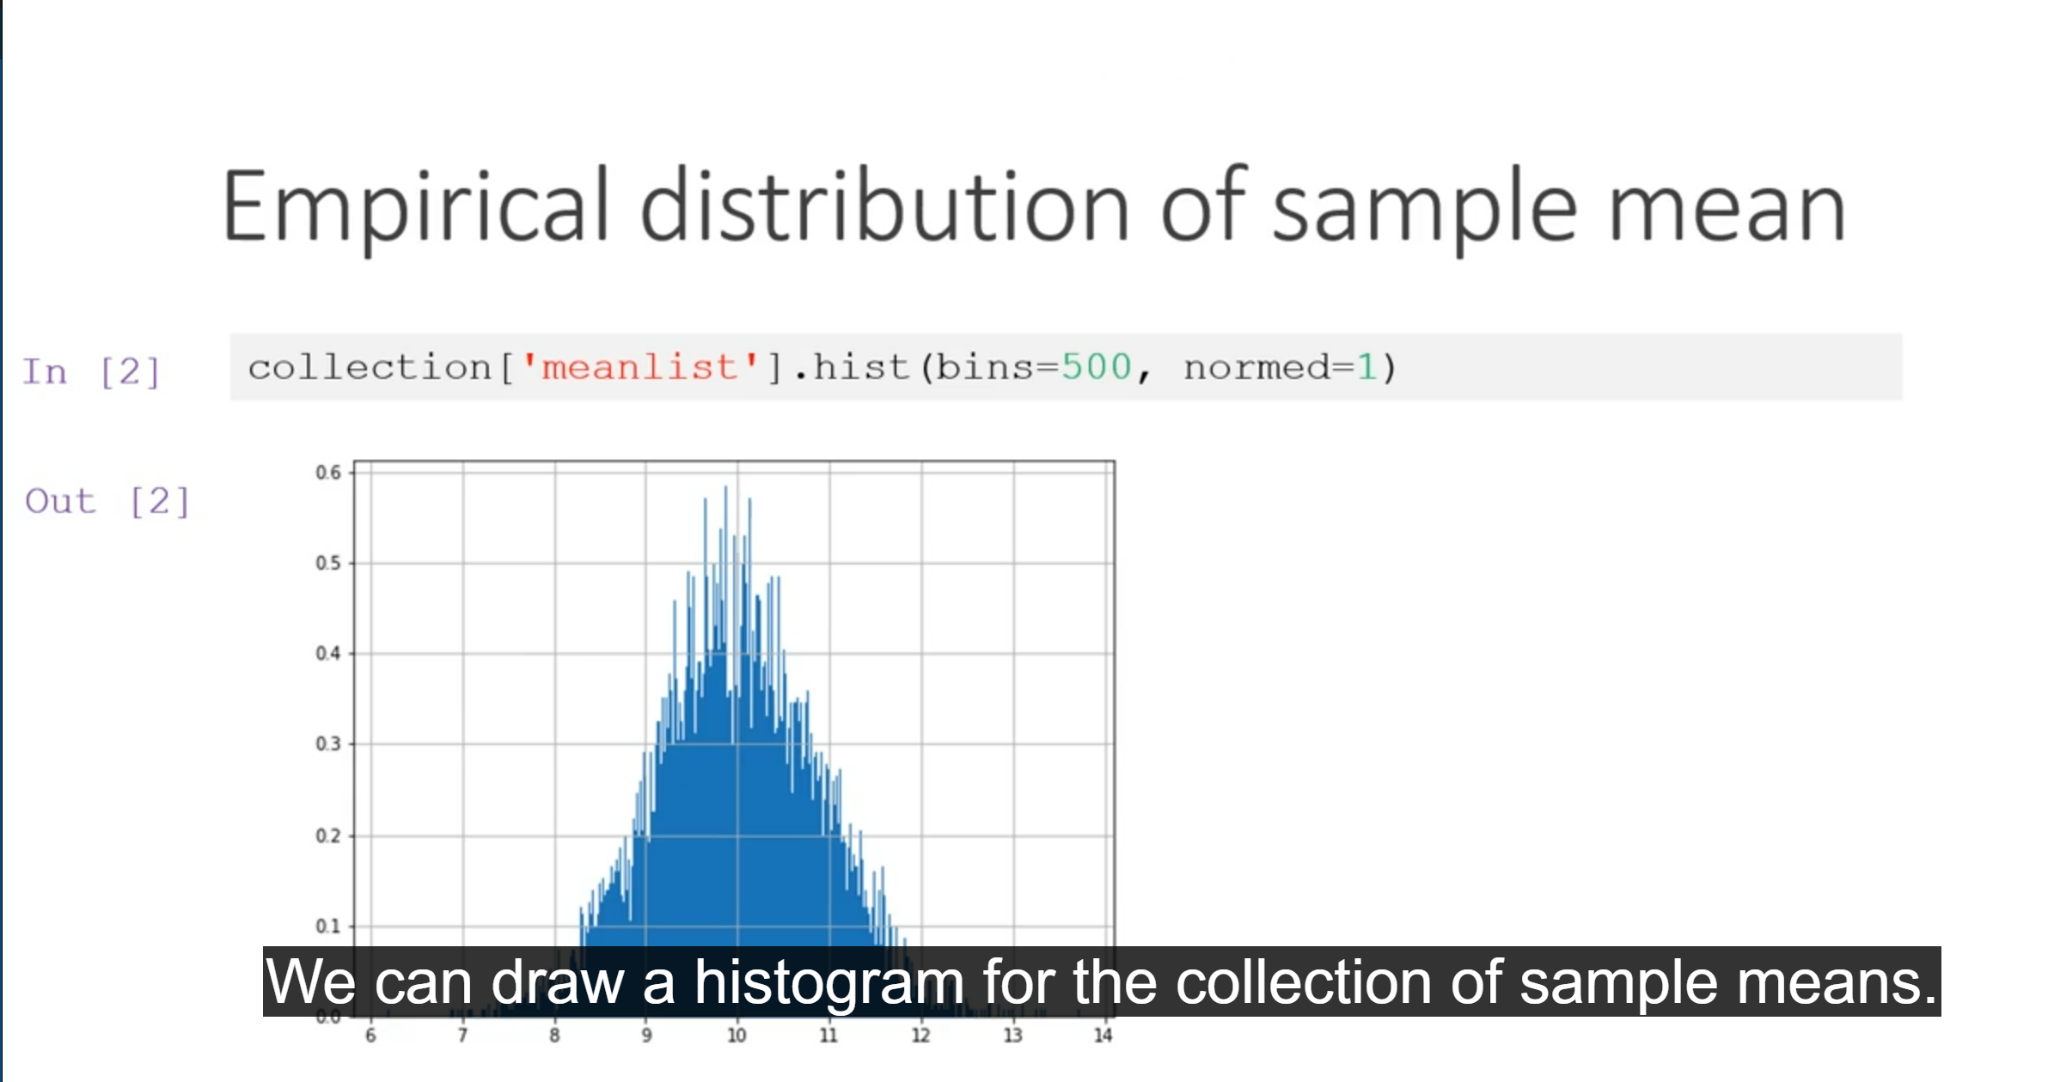 Empirical distribution of sample mean
In [2]
collection['meanlist'].hist(bins=500, normed=1)
Out [2]
0.6
0.5
0.4
0.3
0.2
0.1
We can draw a histogram for the collection of sample means.
0.0
6 7 8 9 10 11 12 13 14